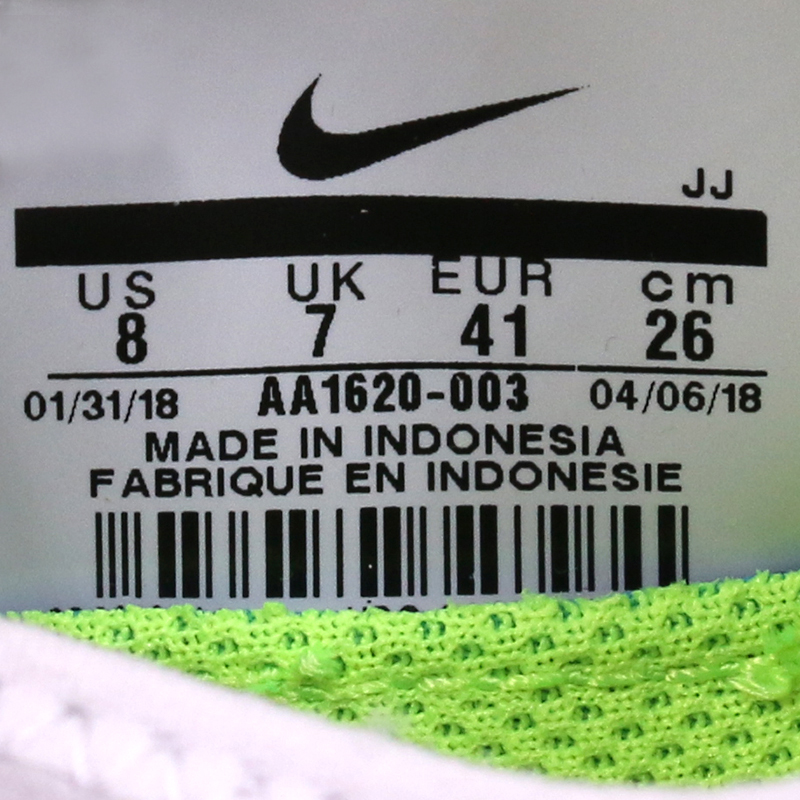 JJ
US UK EUR cm
8 7 41 26
01/31/18 AA1620-003 04/06/18
MADE IN INDONESIA
FABRIQUE EN INDONESIE